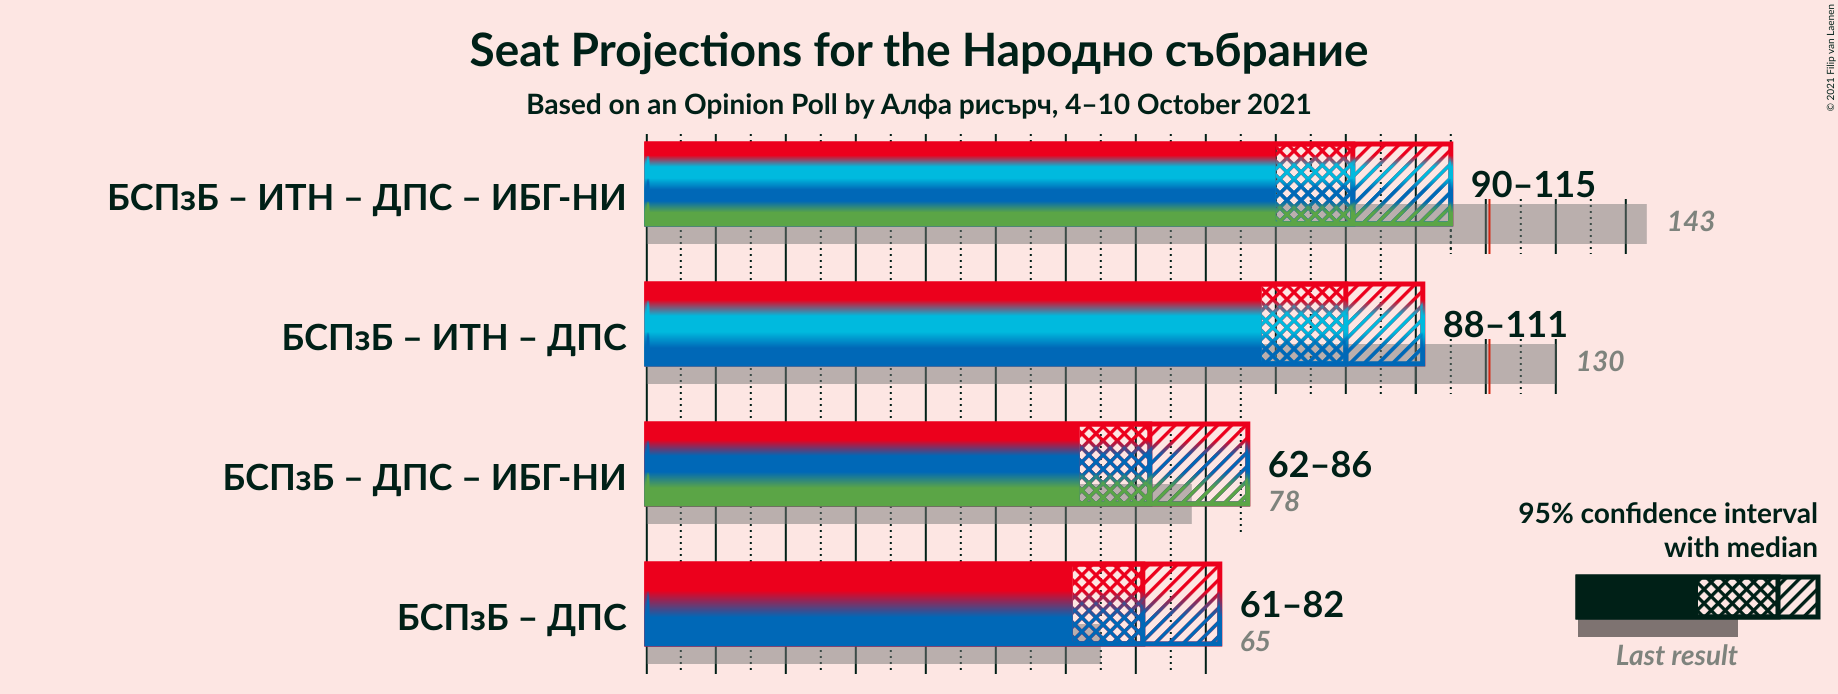 Seat Projections for the Народно събрание
Based on an Opinion Poll by Алфа рисърч, 4–10 October 2021
© 2021 Filip van Laenen
БСПзБ – ИТН – ДПС – ИБГ-НИ
90–115
143
БСПзБ – ИТН – ДПС
88–111
130
БСПзБ – ДПС – ИБГ-НИ
62–86
78
БСПзБ – ДПС
61–82
65
95% confidence interval
with median
Last result